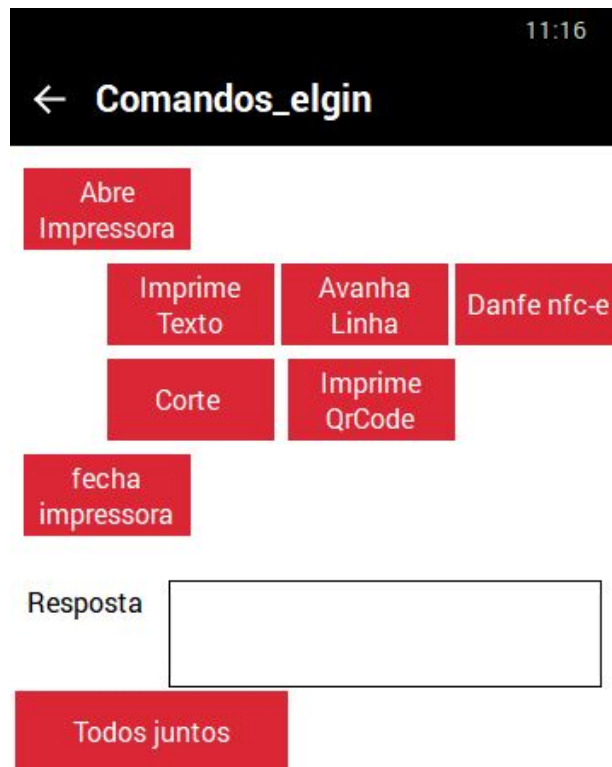 11:16
← Comandos_elgin
Abre
Impressora
Imprime
Texto
Avanha
Linha
Danfe nfc-e
Corte
Imprime
QrCode
fecha
impressora
Resposta
Todos juntos